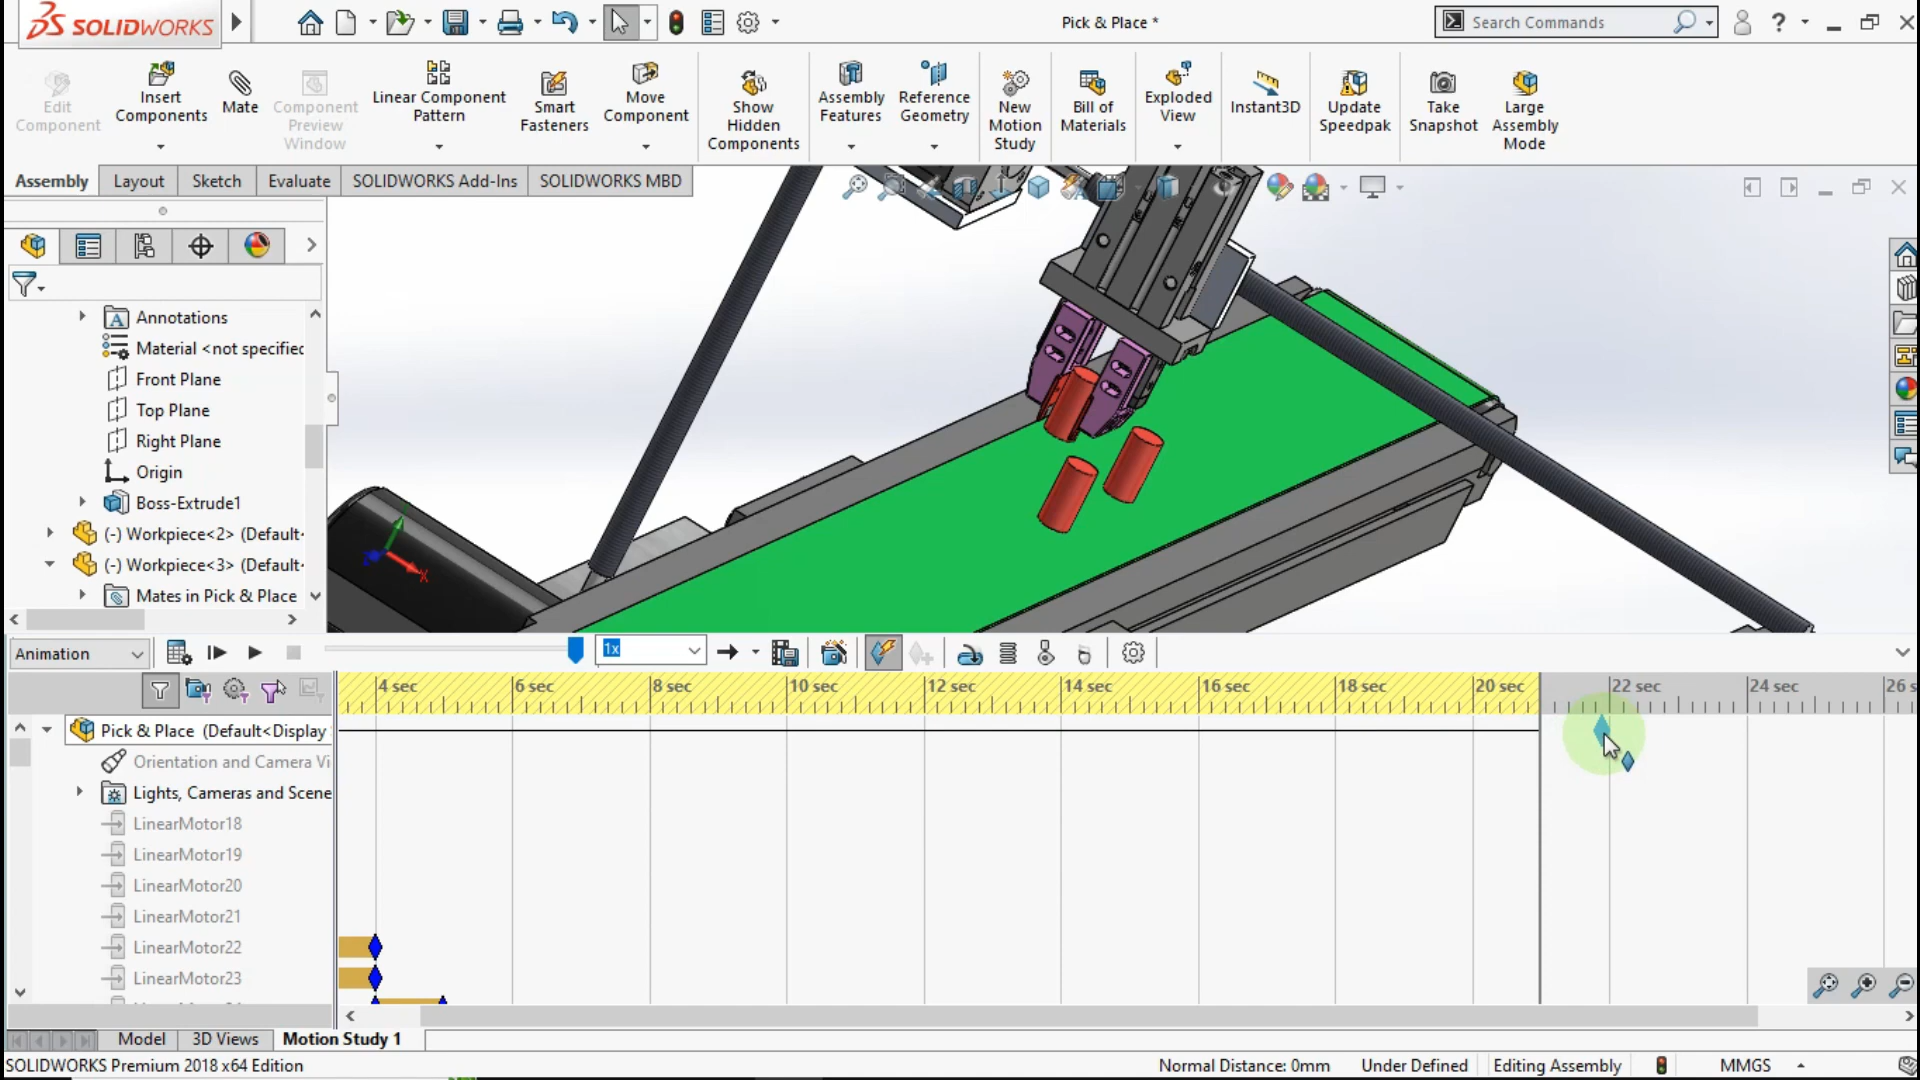 SOLIDWORKS
Pick & Place *
Search Commands
?
Edit
Component
Insert
Components
Mate
Component
Preview
Window
Linear Component
Pattern
Smart
Fasteners
Move
Component
Show
Hidden
Components
Assembly
Features
Reference
Geometry
New
Motion
Study
Bill of
Materials
Exploded
View
Instant3D
Update
Speedpak
Take
Snapshot
Large
Assembly
Mode
Assembly Layout Sketch Evaluate SOLIDWORKS Add-Ins SOLIDWORKS MBD
Annotations
Material <not specified
Front Plane
Top Plane
Right Plane
Origin
Boss-Extrude1
(-) Workpiece<2> (Default
(-) Workpiece<3> (Default
Mates in Pick & Place
X
Animation
1x
4 sec 6 sec 8 sec 10 sec 12 sec 14 sec 16 sec 18 sec 20 sec 22 sec 24 sec 26 s
Pick & Place (Default<Display
Orientation and Camera Vi
Lights, Cameras and Scene
LinearMotor18
LinearMotor19
LinearMotor20
LinearMotor21
LinearMotor22
LinearMotor23
Model 3D Views Motion Study 1
SOLIDWORKS Premium 2018 x64 Edition
Normal Distance: 0mm Under Defined Editing Assembly MMGS